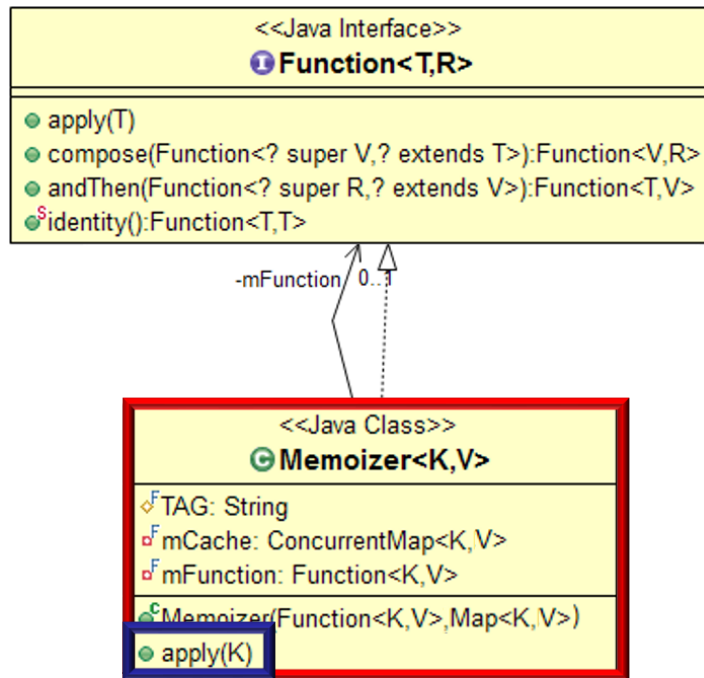 <<Java Interface>>
I Function<T,R>
apply(T)
compose(Function<? super V,? extends T>):Function<V,R>
andThen(Function<? super R,? extends V>):Function<T,V>
S identity():Function<T,T>
-mFunction 0..1
<<Java Class>>
C Memoizer<K,V>
F TAG: String
F mCache: ConcurrentMap<K,V>
F mFunction: Function<K,V>
C Memoizer(Function<K,V>,Map<K,V>)
apply(K)